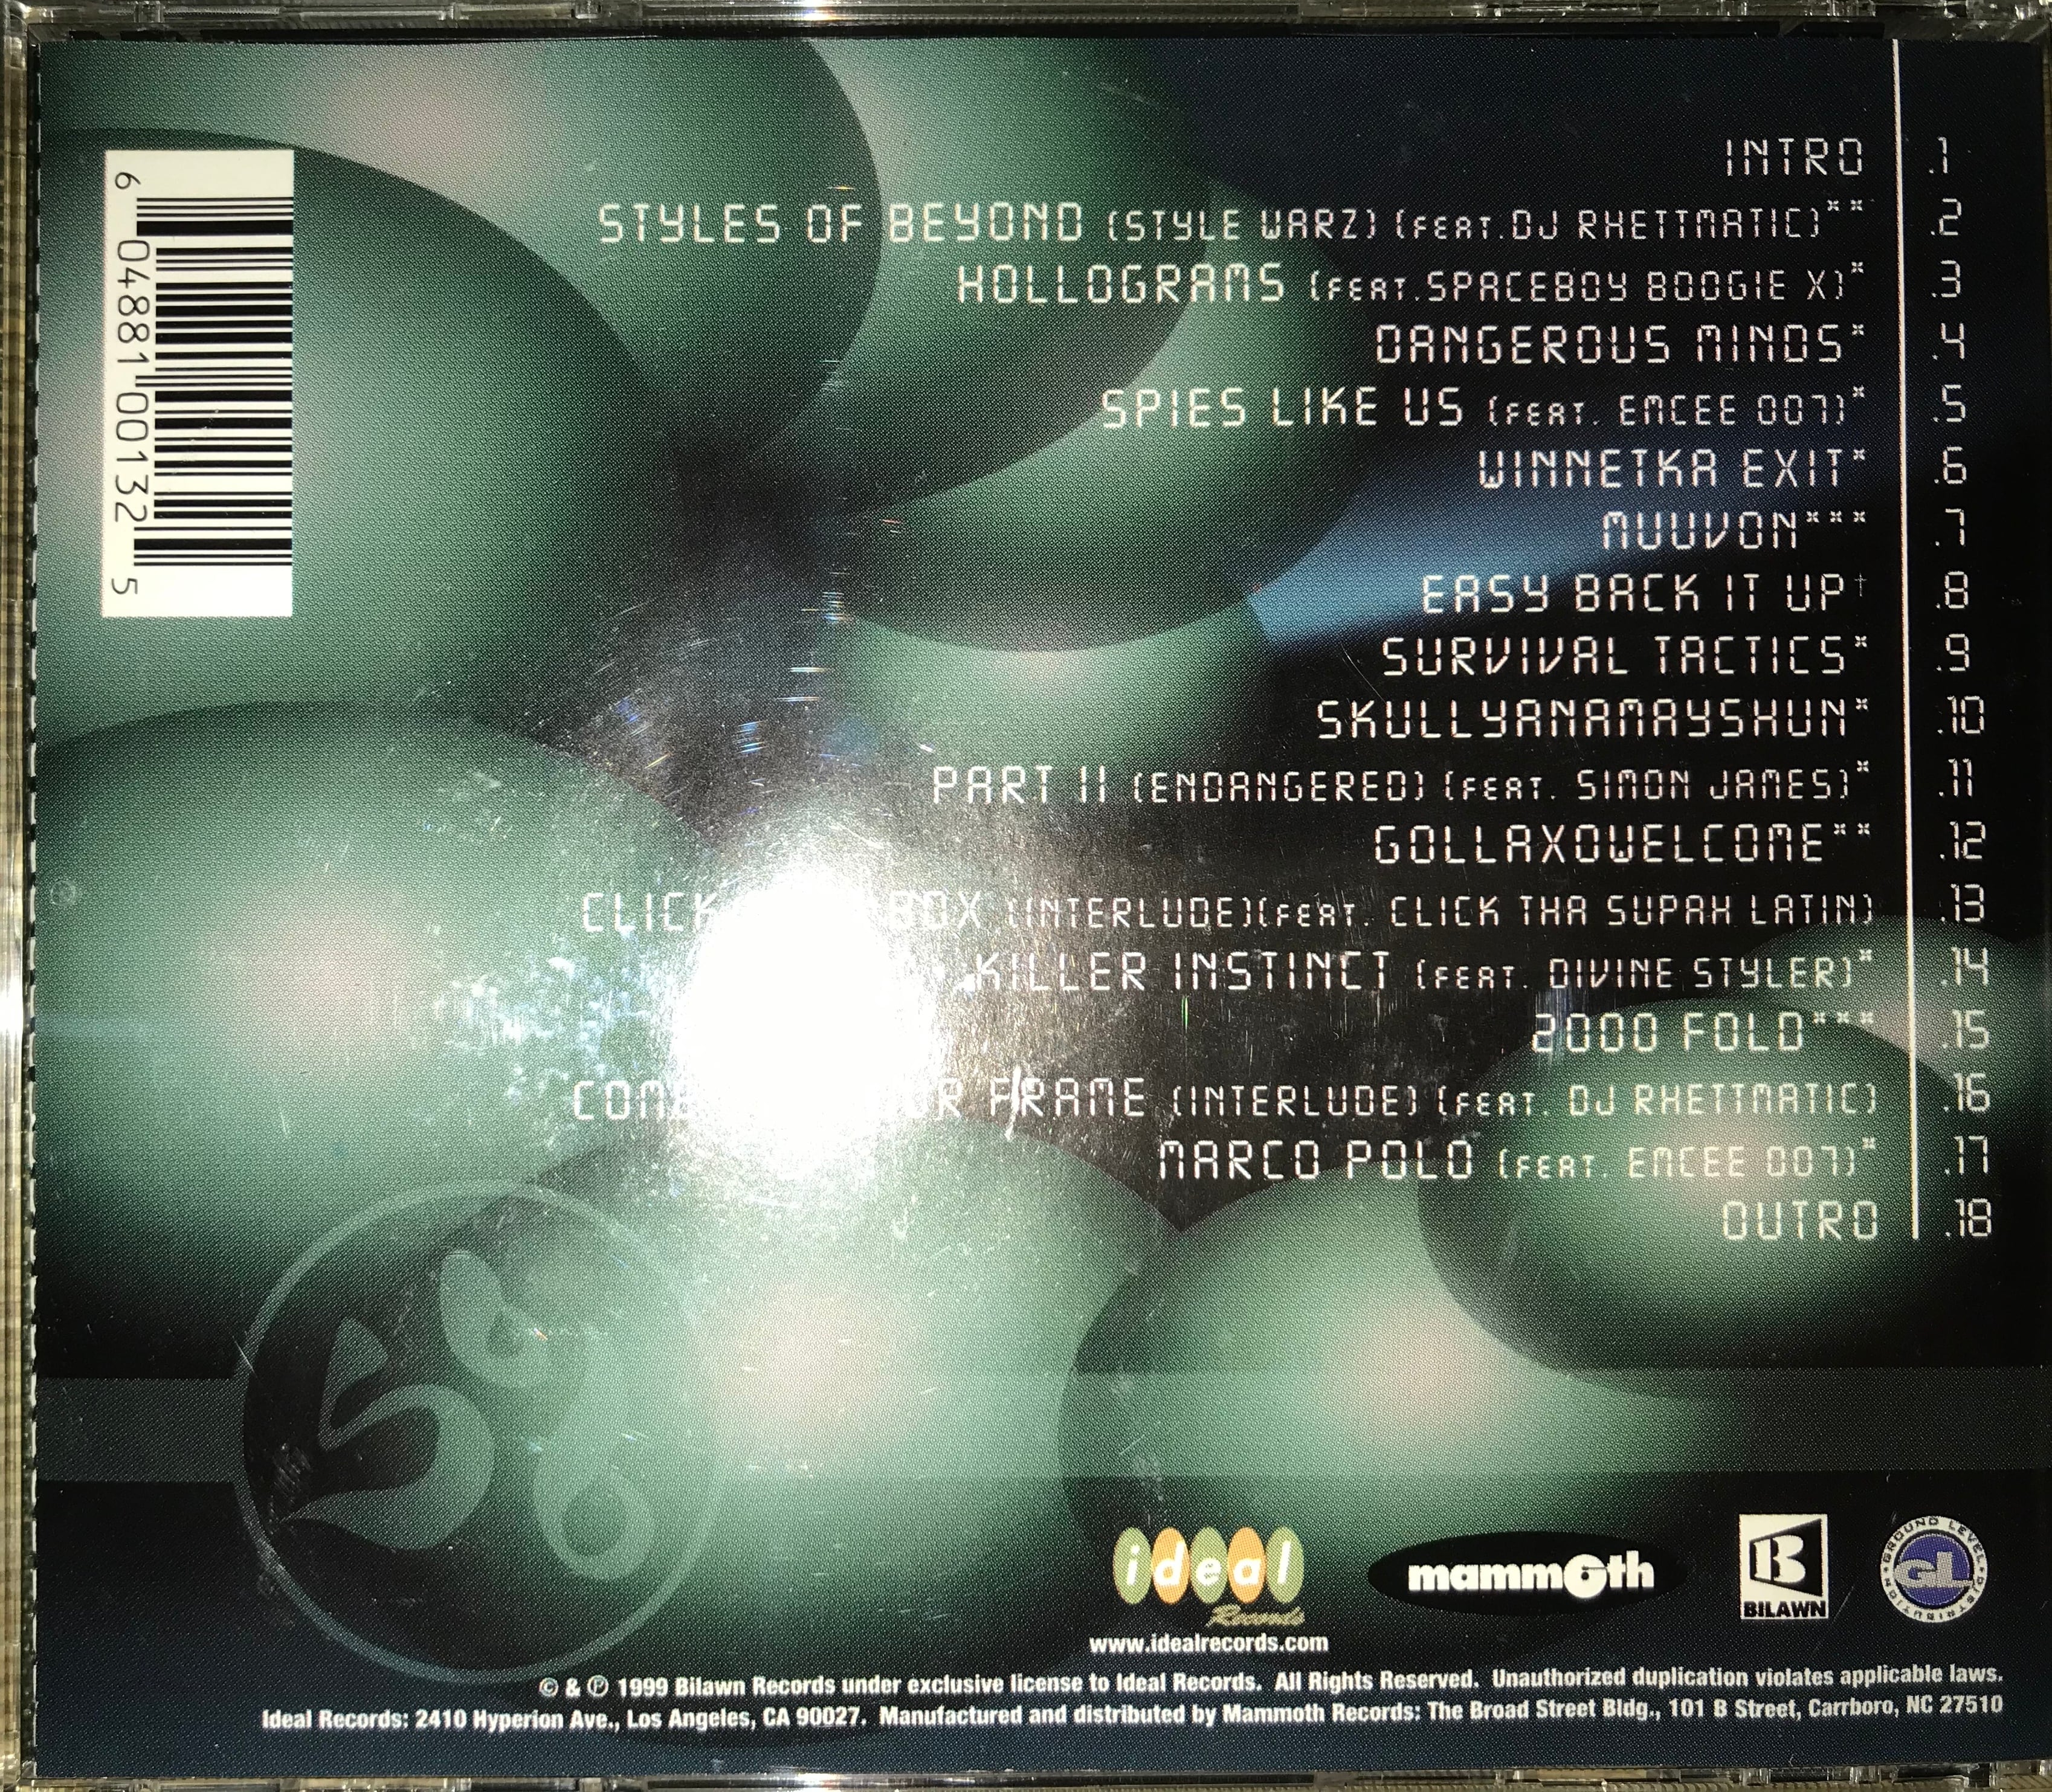 INTRO .1
STYLES OF BEYOND (STYLE WARZ) (FEAT. DJ RHETTMATIC)** .2
HOLLOGRAMS (FEAT. SPACEBOY BOOGIE X)* .3
DANGEROUS MINDS* .4
SPIES LIKE US (FEAT. EMCEE 007)* .5
WINNETKA EXIT* .6
MUUVON*** .7
EASY BACK IT UP† .8
SURVIVAL TACTICS* .9
SKULLYANAMAYSHUN* .10
PART II (ENDANGERED) (FEAT. SIMON JAMES)* .11
GOLLAXOWELCOME** .12
CLICK BOX (INTERLUDE)(FEAT. CLICK THA SUPAH LATIN) .13
KILLER INSTINCT (FEAT. DIVINE STYLER)* .14
2000 FOLD*** .15
FRAME (INTERLUDE) (FEAT. DJ RHETTMATIC) .16
MARCO POLO (FEAT. EMCEE 007)* .17
OUTRO .18
6 04881 00132 5
ideal
Records
www.idealrecords.com
mammoth
B
BILAWN
GROUND LEVEL DISTRIBUTION
GL
© & ℗ 1999 Bilawn Records under exclusive license to Ideal Records. All Rights Reserved. Unauthorized duplication violates applicable laws.
Ideal Records: 2410 Hyperion Ave., Los Angeles, CA 90027. Manufactured and distributed by Mammoth Records: The Broad Street Bldg., 101 B Street, Carrboro, NC 27510